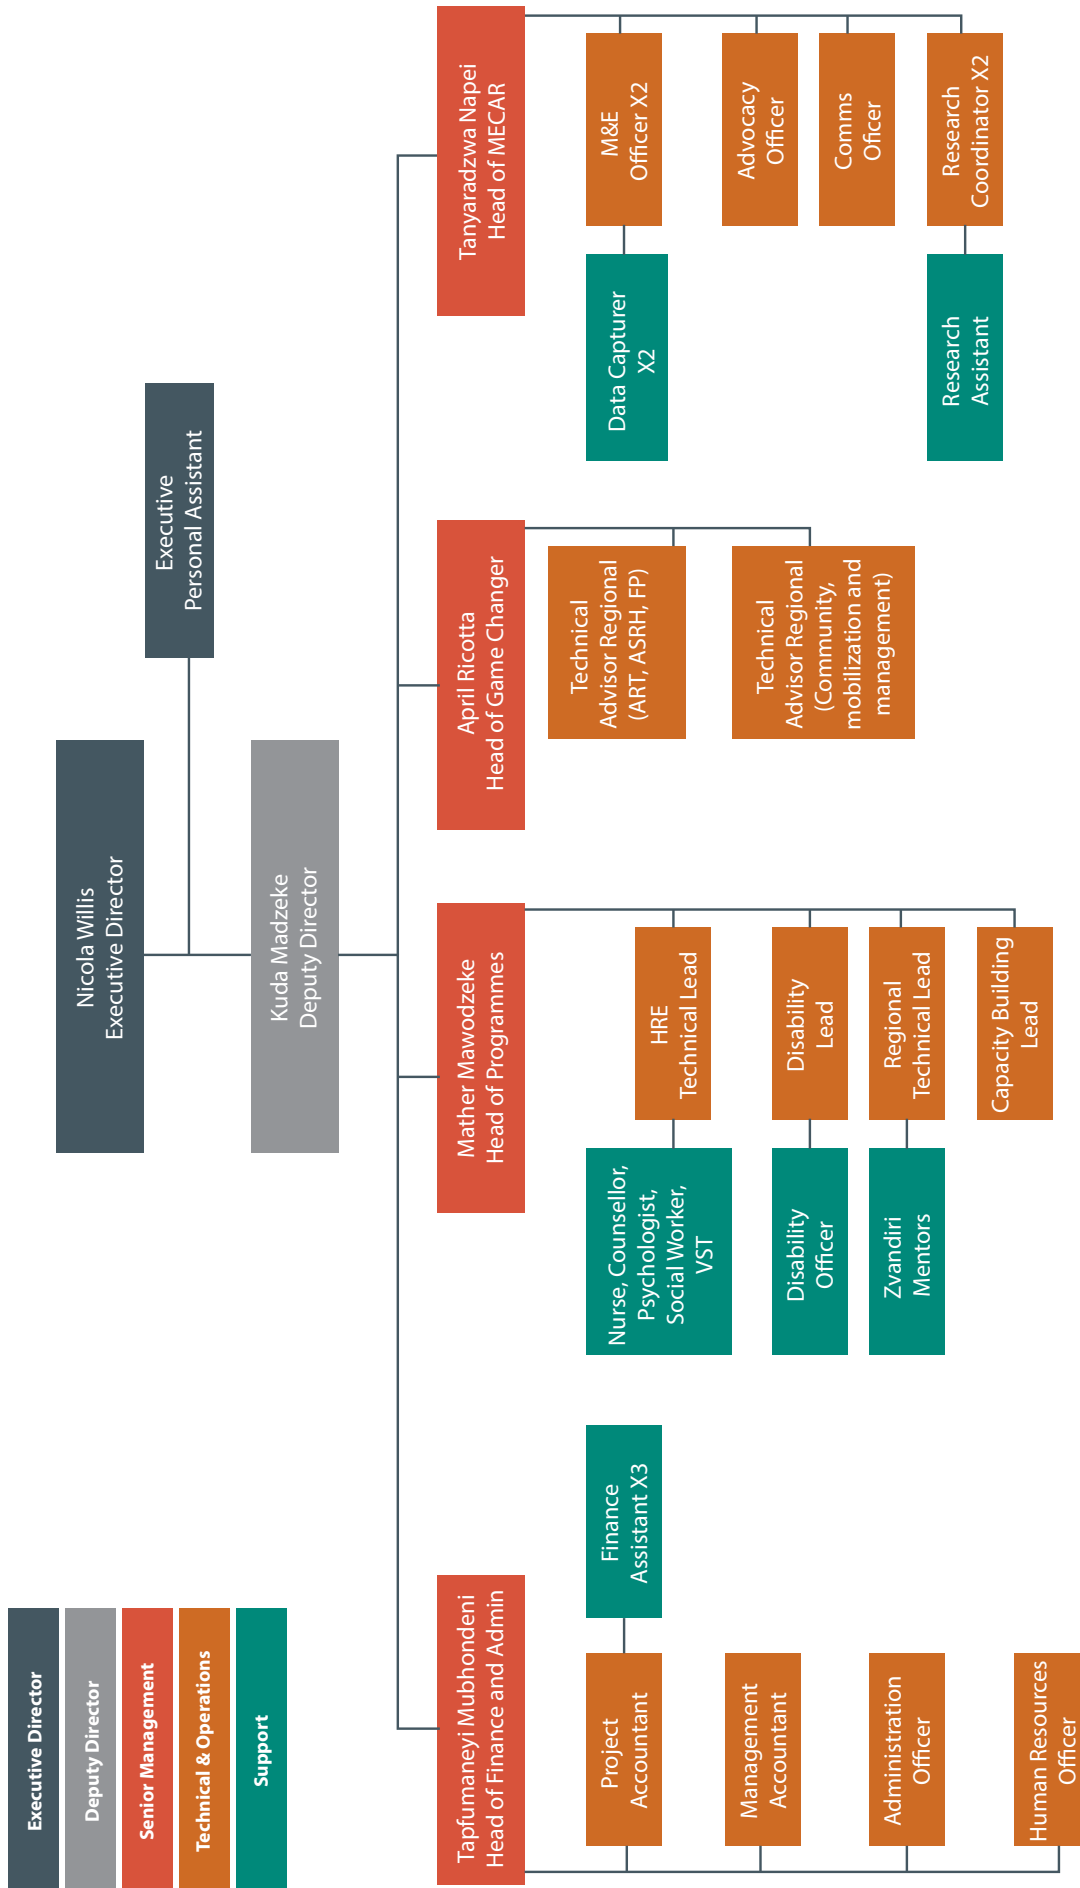 Executive Director
Deputy Director
Senior Management
Technical & Operations
Support
Nicola Willis
Executive Director
Executive
Personal Assistant
Kuda Madzeke
Deputy Director
Tapfumaneyi Mubhondeni
Head of Finance and Admin
Mather Mawodzeke
Head of Programmes
April Ricotta
Head of Game Changer
Tanyaradzwa Napei
Head of MECAR
Project
Accountant
Finance
Assistant X3
Management
Accountant
Administration
Officer
Human Resources
Officer
Nurse, Counsellor,
Psychologist,
Social Worker,
VST
HRE
Technical Lead
Disability
Officer
Disability
Lead
Zvandiri
Mentors
Regional
Technical Lead
Capacity Building
Lead
Technical
Advisor Regional
(ART, ASRH, FP)
Technical
Advisor Regional
(Community,
mobilization and
management)
Data Capturer
X2
M&E
Officer X2
Advocacy
Officer
Comms
Oficer
Research
Assistant
Research
Coordinator X2